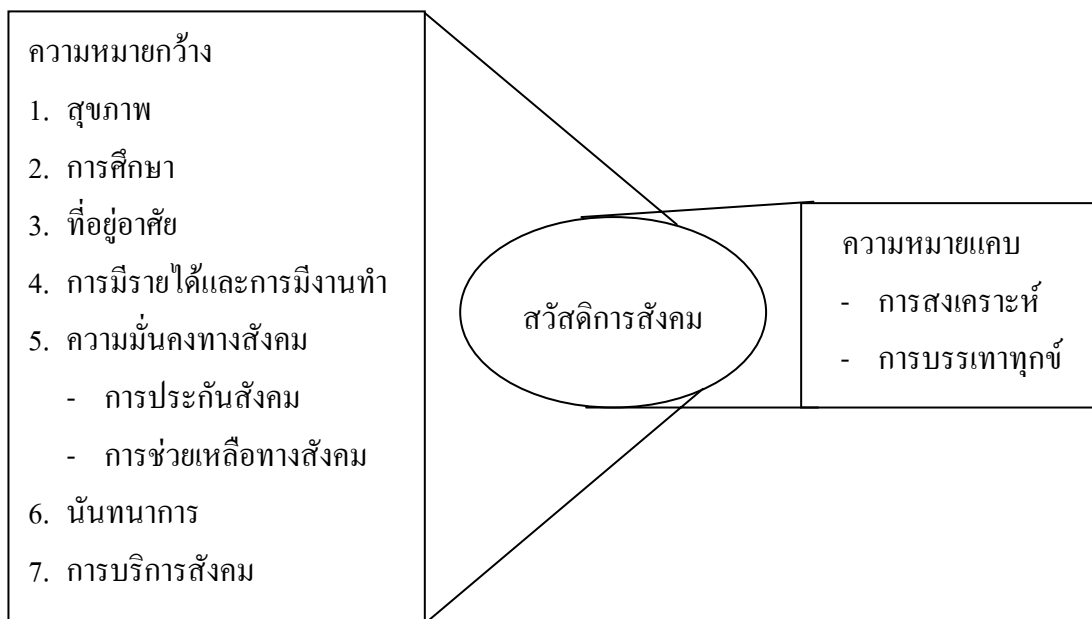 ความหมายกว้าง
1. สุขภาพ
2. การศึกษา
3. ที่อยู่อาศัย
4. การมีรายได้และการมีงานทำ
5. ความมั่นคงทางสังคม
- การประกันสังคม
- การช่วยเหลือทางสังคม
6. นันทนาการ
7. การบริการสังคม
สวัสดิการสังคม
ความหมายแคบ
- การสงเคราะห์
- การบรรเทาทุกข์